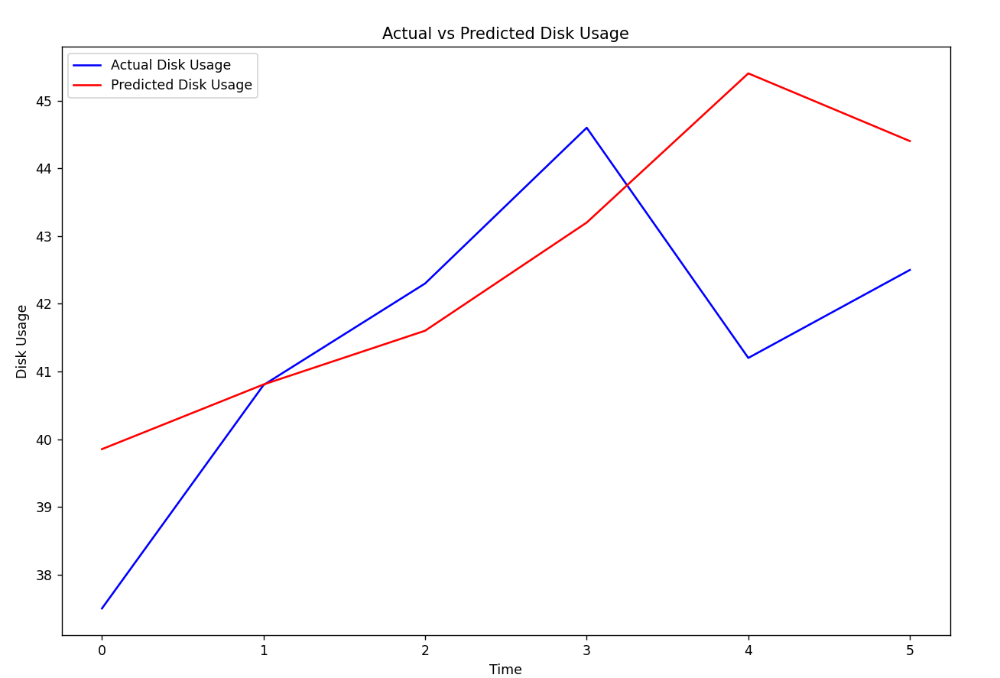 Actual vs Predicted Disk Usage
Actual Disk Usage
Predicted Disk Usage
45
44
43
42
41
40
39
38
Disk Usage
0 1 2 3 4 5
Time